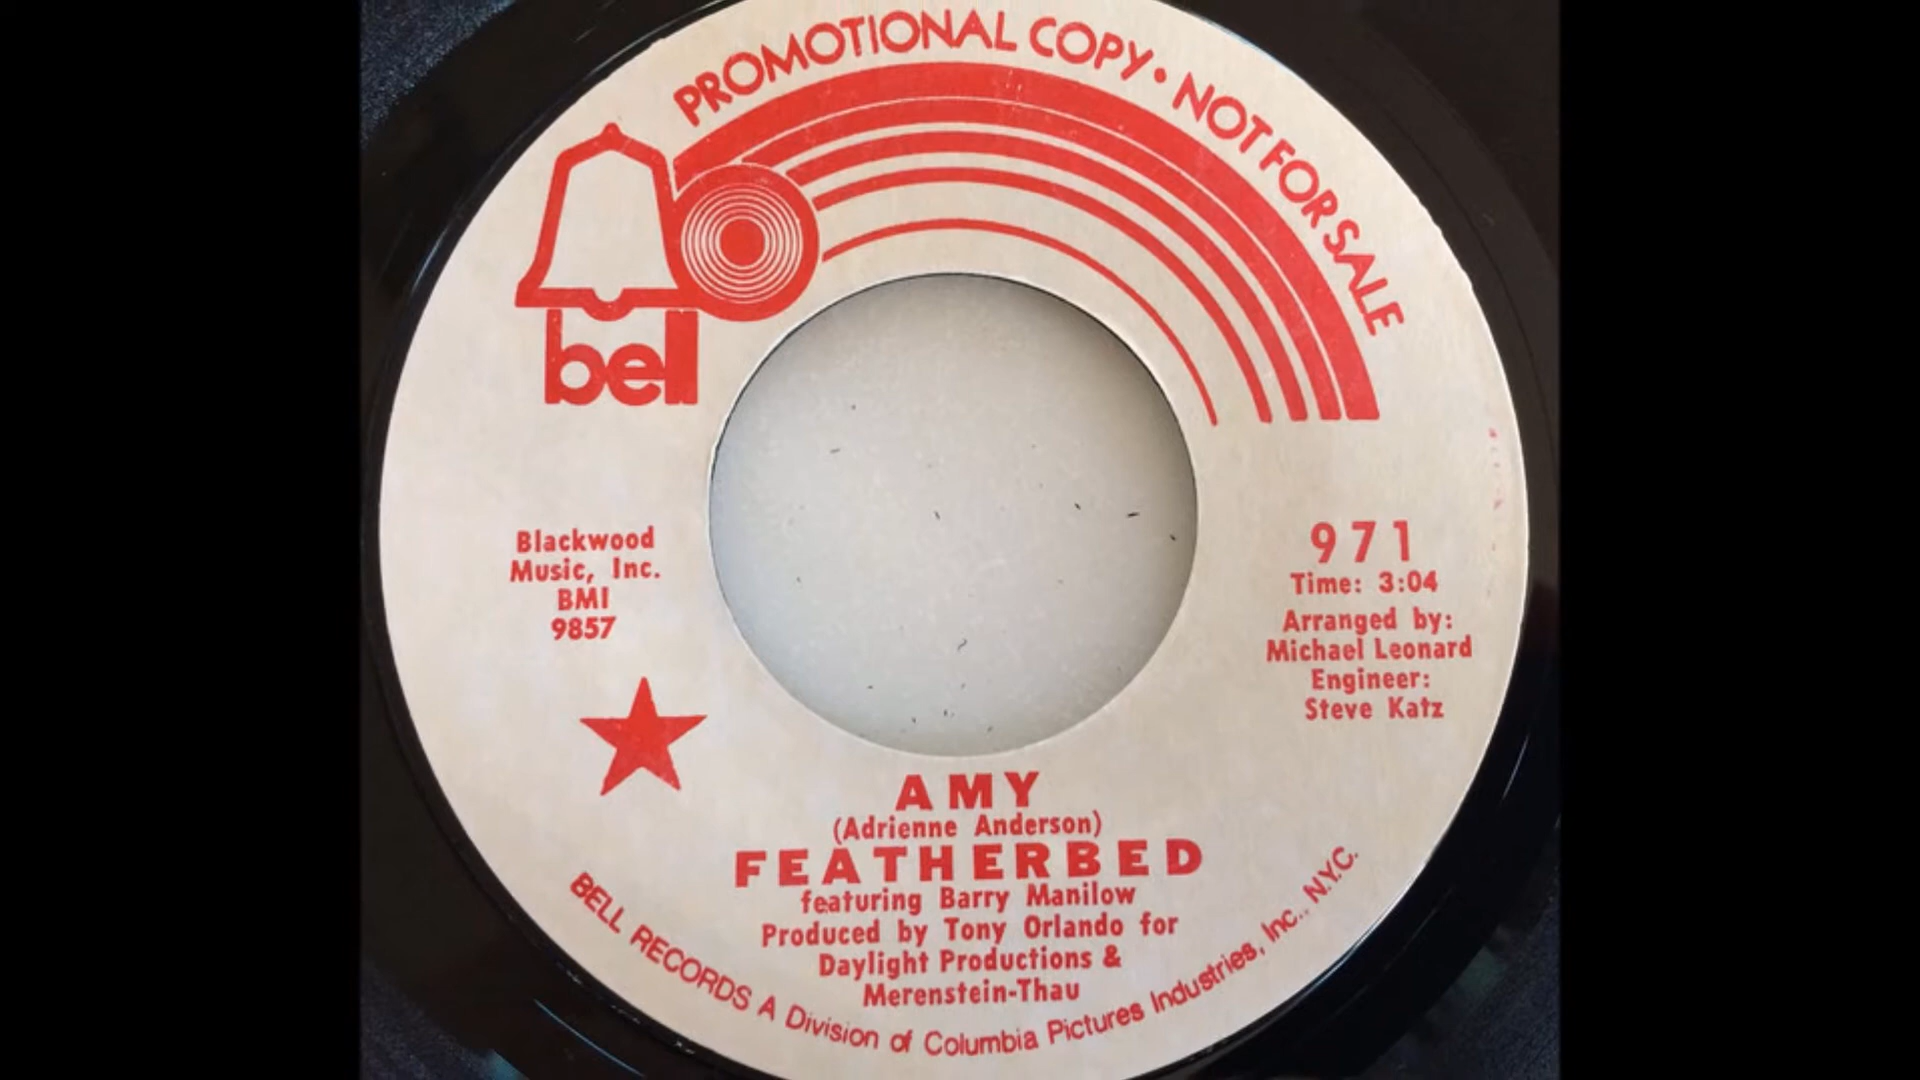 PROMOTIONAL COPY • NOT FOR SALE
bell
Blackwood
Music, Inc.
BMI
9857
971
Time: 3:04
Arranged by:
Michael Leonard
Engineer:
Steve Katz
AMY
(Adrienne Anderson)
FEATHERBED
featuring Barry Manilow
Produced by Tony Orlando for
Daylight Productions &
Merenstein-Thau
BELL RECORDS A Division of Columbia Pictures Industries, Inc., N.Y.C.